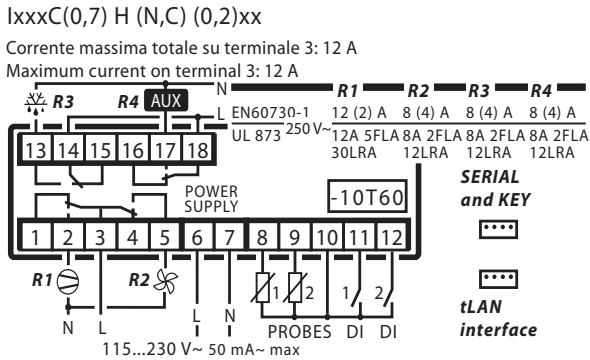 IxxxC(0,7) H (N,C) (0,2)xx
Corrente massima totale su terminale 3: 12 A
Maximum current on terminal 3: 12 A
N R1 R2 R3 R4
R3 R4 AUX
L EN60730-1 250 V~ 12 (2) A 8 (4) A 8 (4) A 8 (4) A
UL 873 12A 5FLA 8A 2FLA 8A 2FLA 8A 2FLA
30LRA 12LRA 12LRA 12LRA
13 14 15 16 17 18
SERIAL
and KEY
POWER
SUPPLY
-10T60
1 2 3 4 5 6 7 8 9 10 11 12
R1 R2 1 2 1 2
tLAN
interface
N L L N PROBES DI DI
115...230 V~ 50 mA~ max